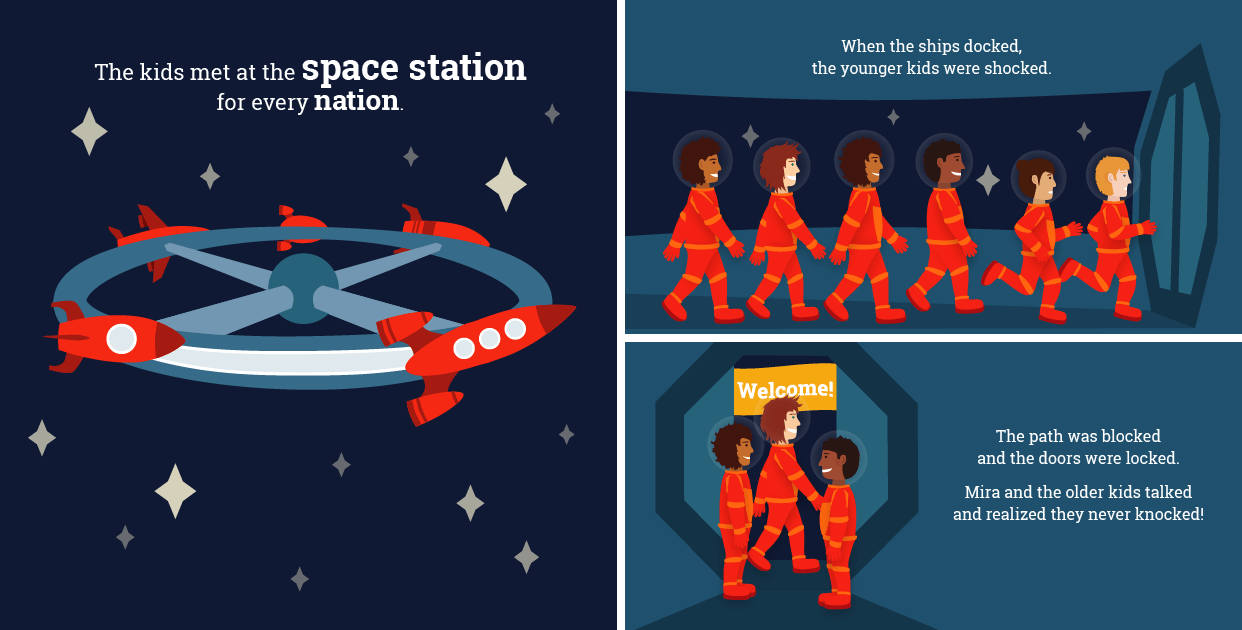 The kids met at the space station
for every nation.
When the ships docked,
the younger kids were shocked.
Welcome!
The path was blocked
and the doors were locked.
Mira and the older kids talked
and realized they never knocked!